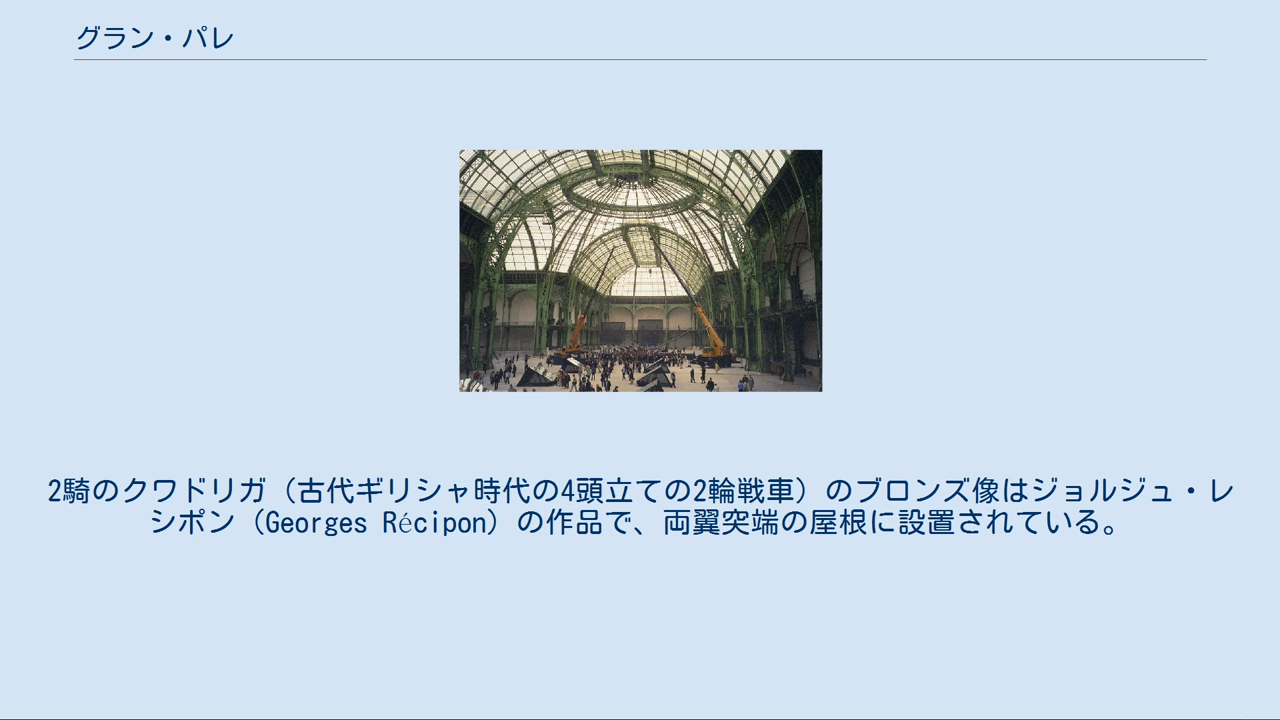 グラン・パレ
2騎のクワドリガ（古代ギリシャ時代の4頭立ての2輪戦車）のブロンズ像はジョルジュ・レ
シポン（Georges Récipon）の作品で、両翼突端の屋根に設置されている。